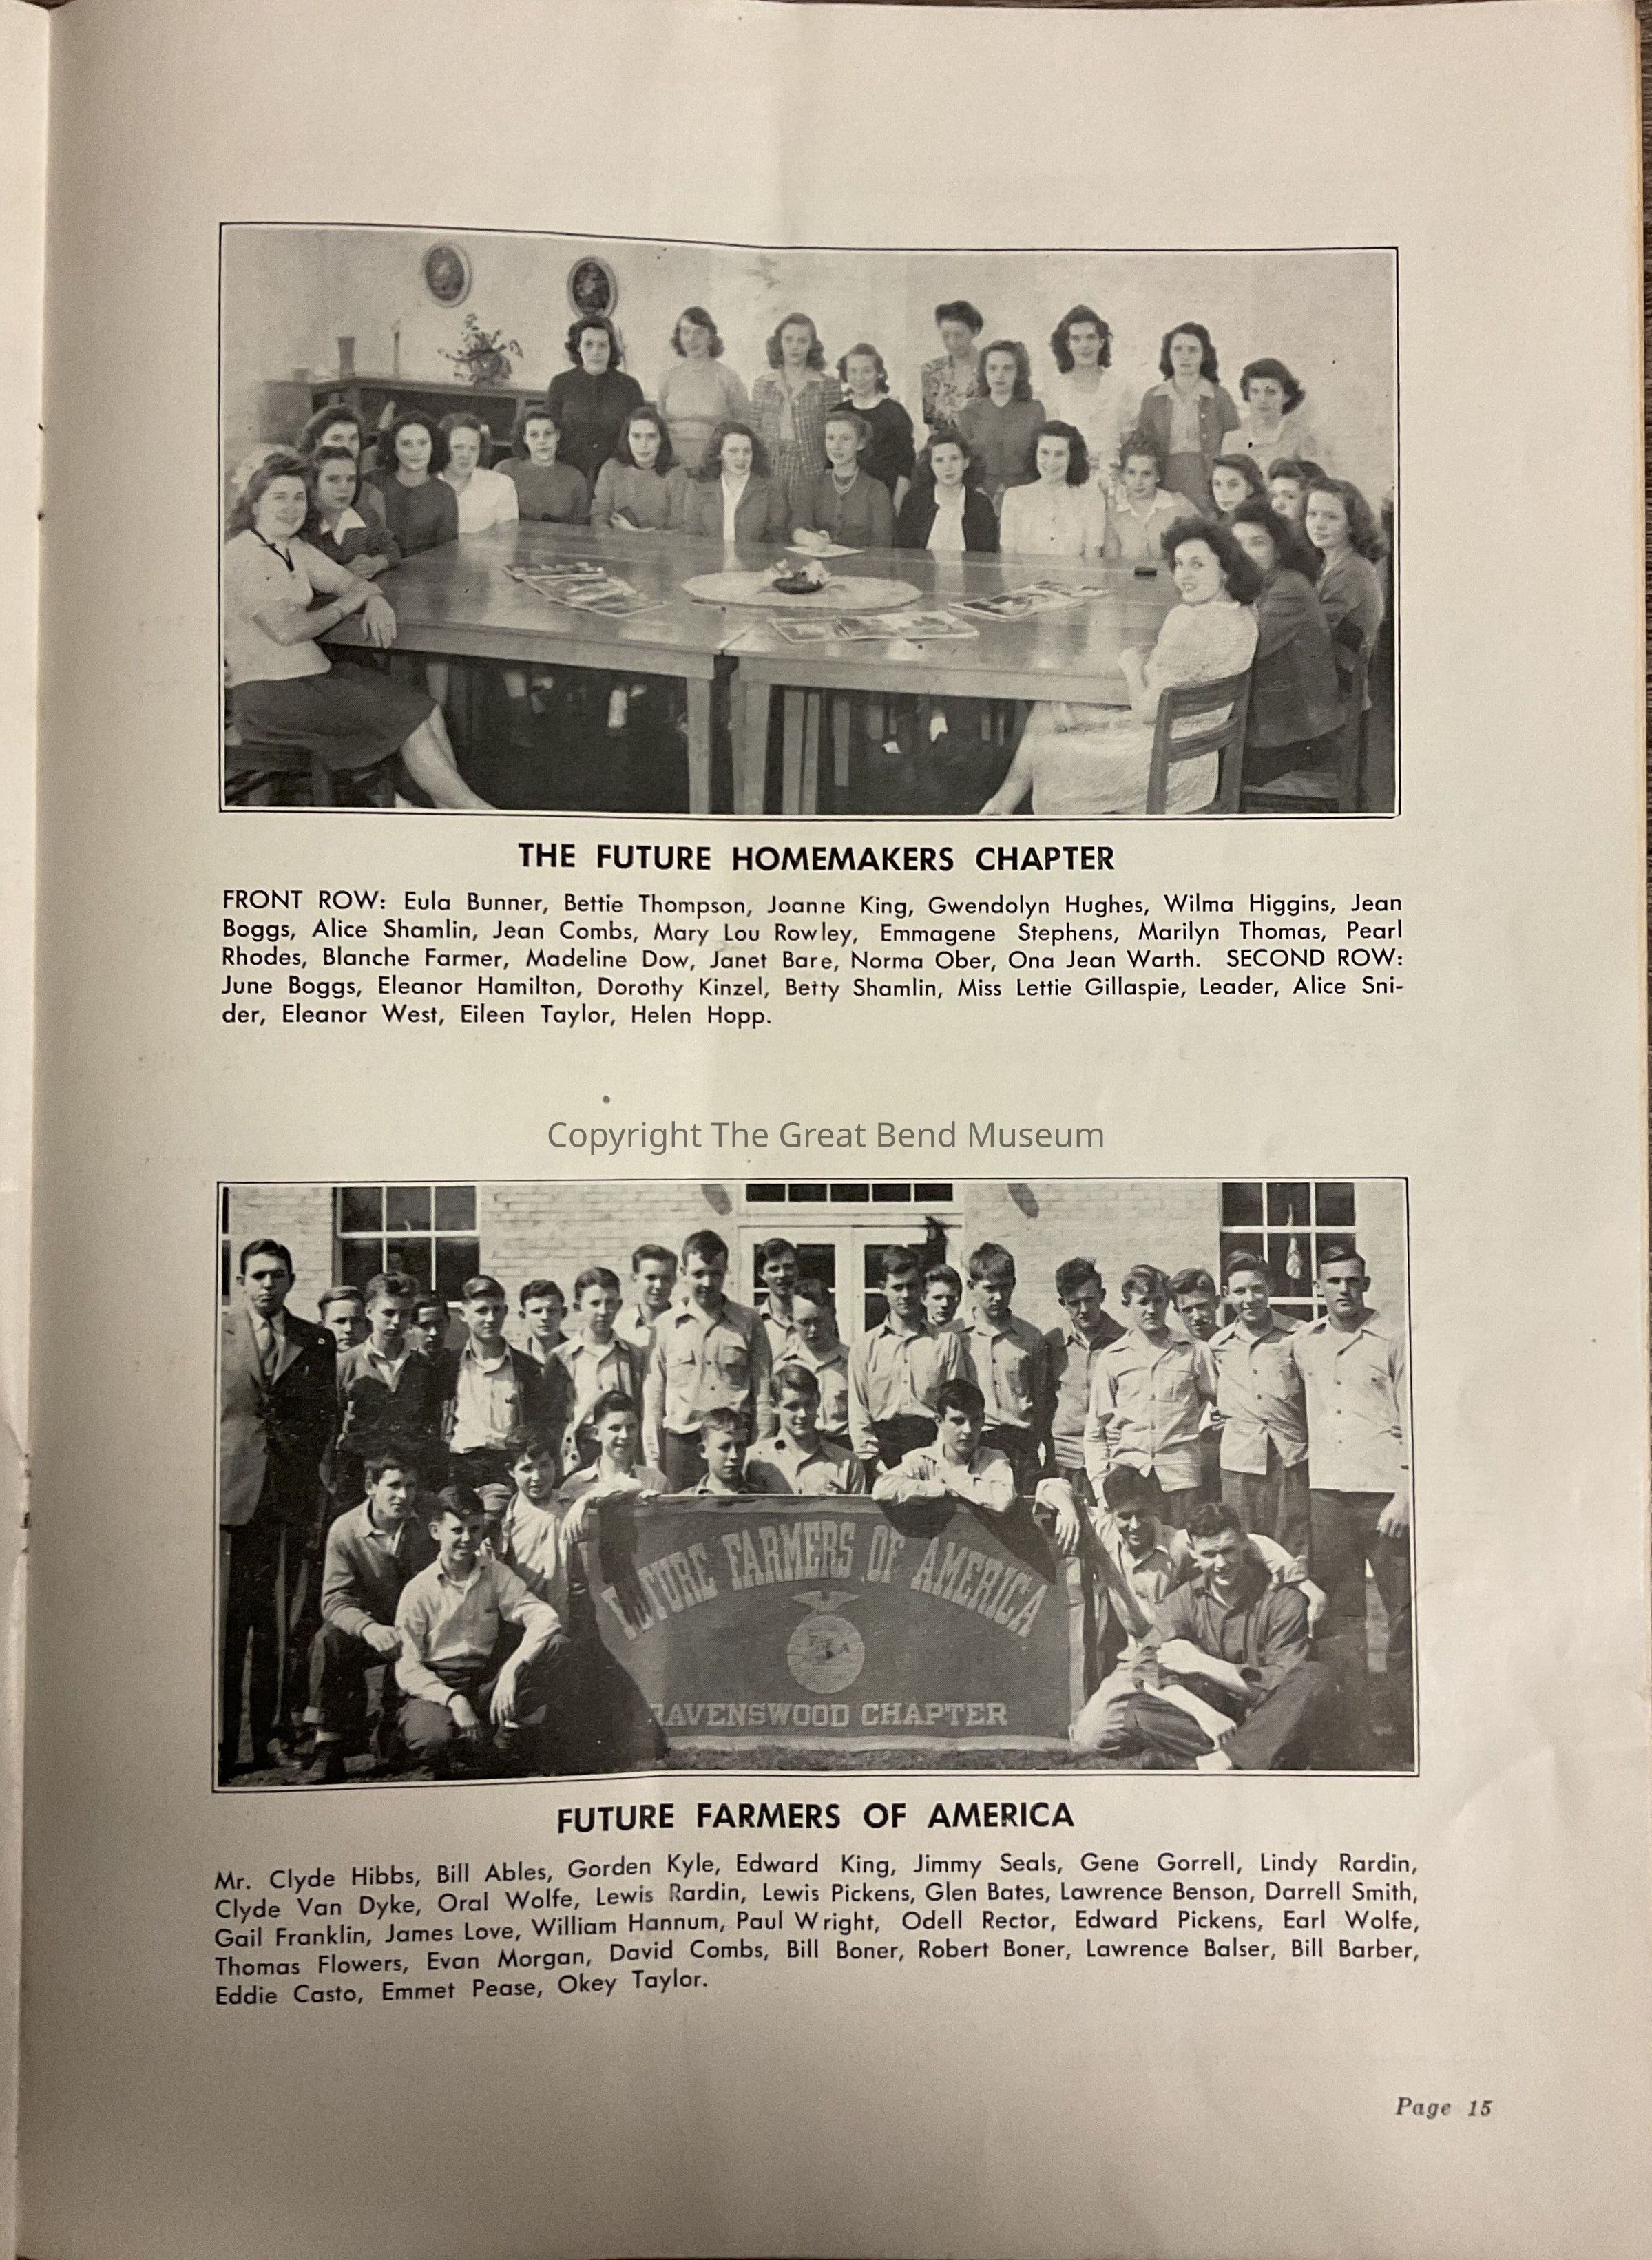 THE FUTURE HOMEMAKERS CHAPTER
FRONT ROW: Eula Bunner, Bettie Thompson, Joanne King, Gwendolyn Hughes, Wilma Higgins, Jean
Boggs, Alice Shamlin, Jean Combs, Mary Lou Rowley, Emmagene Stephens, Marilyn Thomas, Pearl
Rhodes, Blanche Farmer, Madeline Dow, Janet Bare, Norma Ober, Ona Jean Warth. SECOND ROW:
June Boggs, Eleanor Hamilton, Dorothy Kinzel, Betty Shamlin, Miss Lettie Gillaspie, Leader, Alice Sni-
der, Eleanor West, Eileen Taylor, Helen Hopp.
Copyright The Great Bend Museum
FUTURE FARMERS OF AMERICA
F F A
RAVENSWOOD CHAPTER
FUTURE FARMERS OF AMERICA
Mr. Clyde Hibbs, Bill Ables, Gorden Kyle, Edward King, Jimmy Seals, Gene Gorrell, Lindy Rardin,
Clyde Van Dyke, Oral Wolfe, Lewis Rardin, Lewis Pickens, Glen Bates, Lawrence Benson, Darrell Smith,
Gail Franklin, James Love, William Hannum, Paul Wright, Odell Rector, Edward Pickens, Earl Wolfe,
Thomas Flowers, Evan Morgan, David Combs, Bill Boner, Robert Boner, Lawrence Balser, Bill Barber,
Eddie Casto, Emmet Pease, Okey Taylor.
Page 15